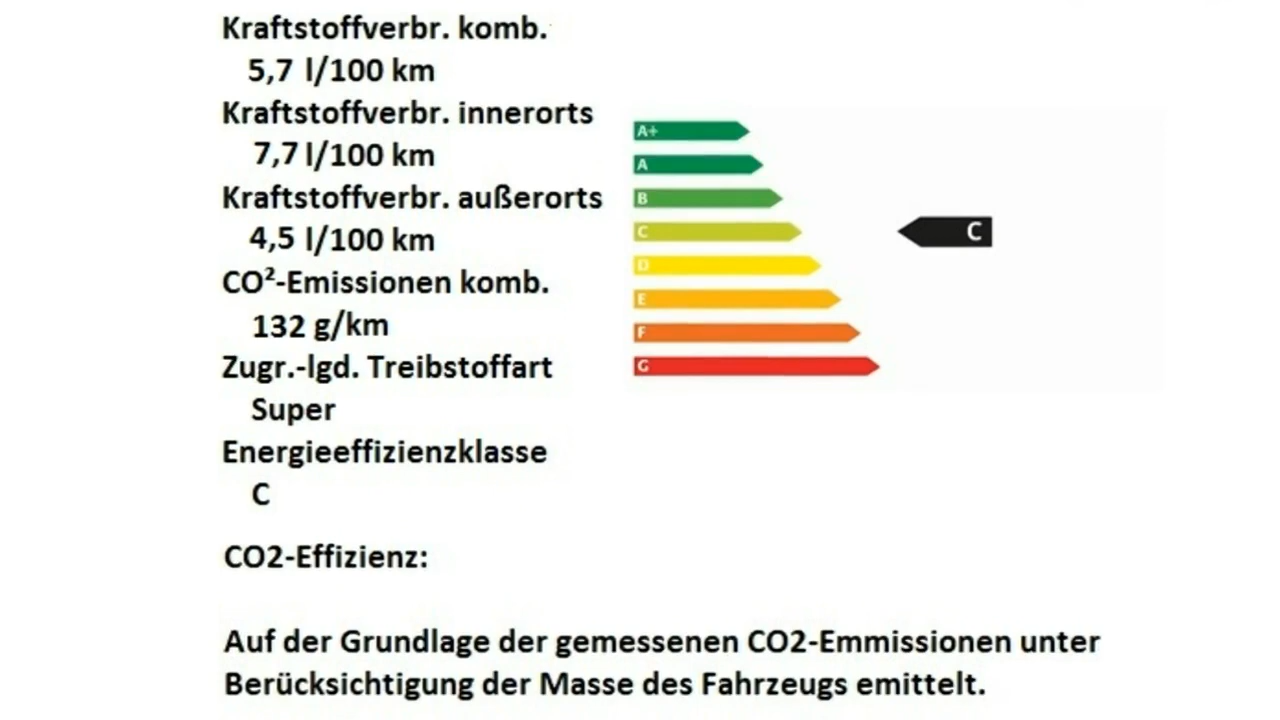 Kraftstoffverbr. komb.
5,7 l/100 km
Kraftstoffverbr. innerorts
7,7 l/100 km
Kraftstoffverbr. außerorts
4,5 l/100 km
CO²-Emissionen komb.
132 g/km
Zugr.-lgd. Treibstoffart
Super
Energieeffizienzklasse
C
A+
A
B
C
D
E
F
G
C
CO2-Effizienz:
Auf der Grundlage der gemessenen CO2-Emmissionen unter
Berücksichtigung der Masse des Fahrzeugs emittelt.